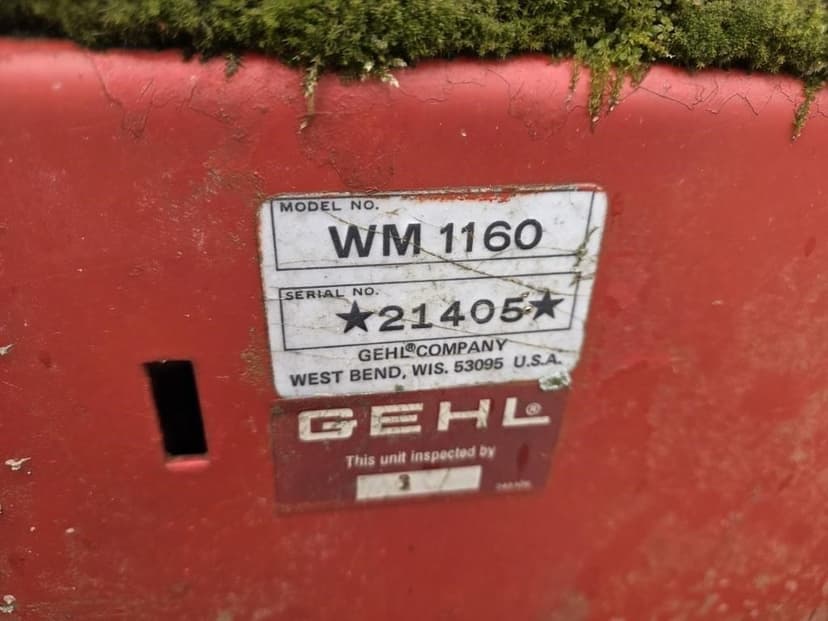 MODEL NO.
WM 1160
SERIAL NO.
★21405★
GEHL® COMPANY
WEST BEND, WIS. 53095 U.S.A.
GEHL®
This unit inspected by